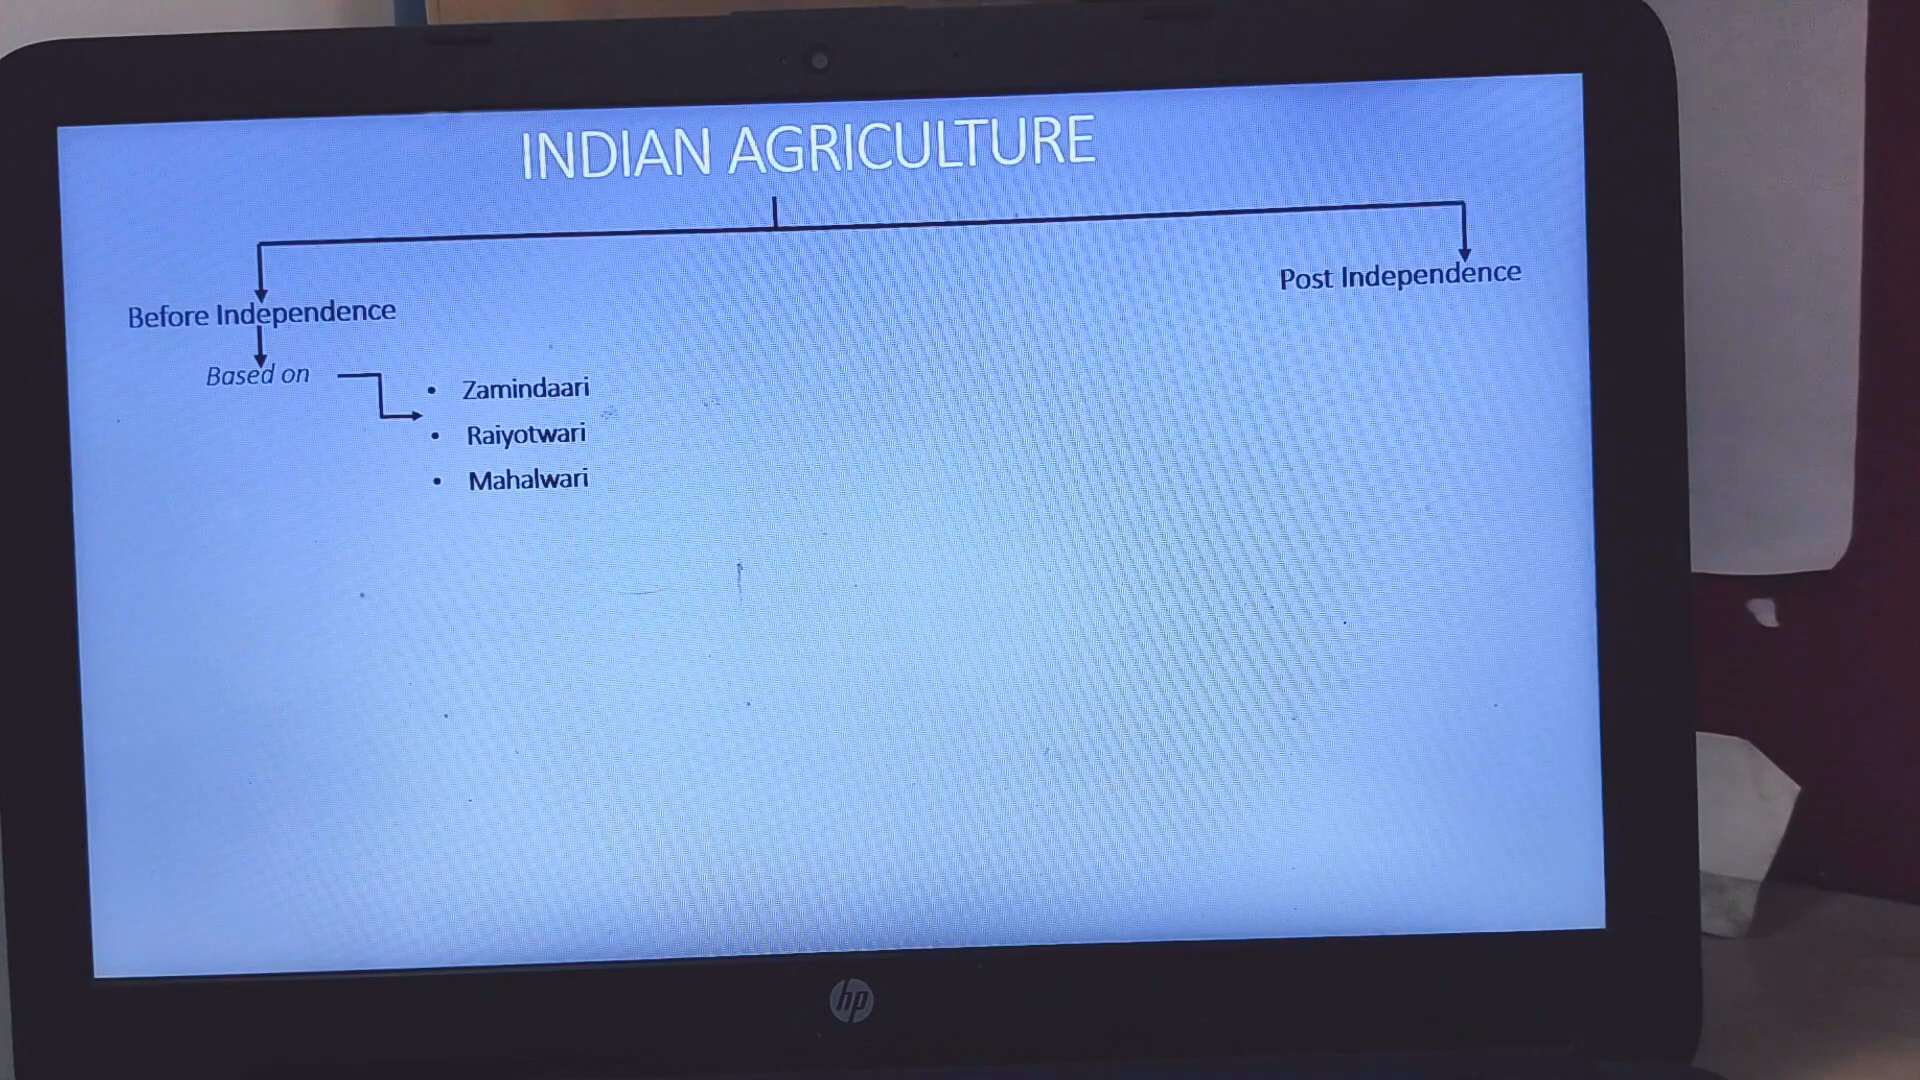 INDIAN AGRICULTURE
Before Independence
Post Independence
Based on
• Zamindaari
• Raiyotwari
• Mahalwari
hp